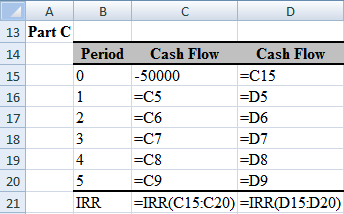 A B C D
13 Part C
14 Period Cash Flow Cash Flow
15 0 -50000 =C15
16 1 =C5 =D5
17 2 =C6 =D6
18 3 =C7 =D7
19 4 =C8 =D8
20 5 =C9 =D9
21 IRR =IRR(C15:C20) =IRR(D15:D20)